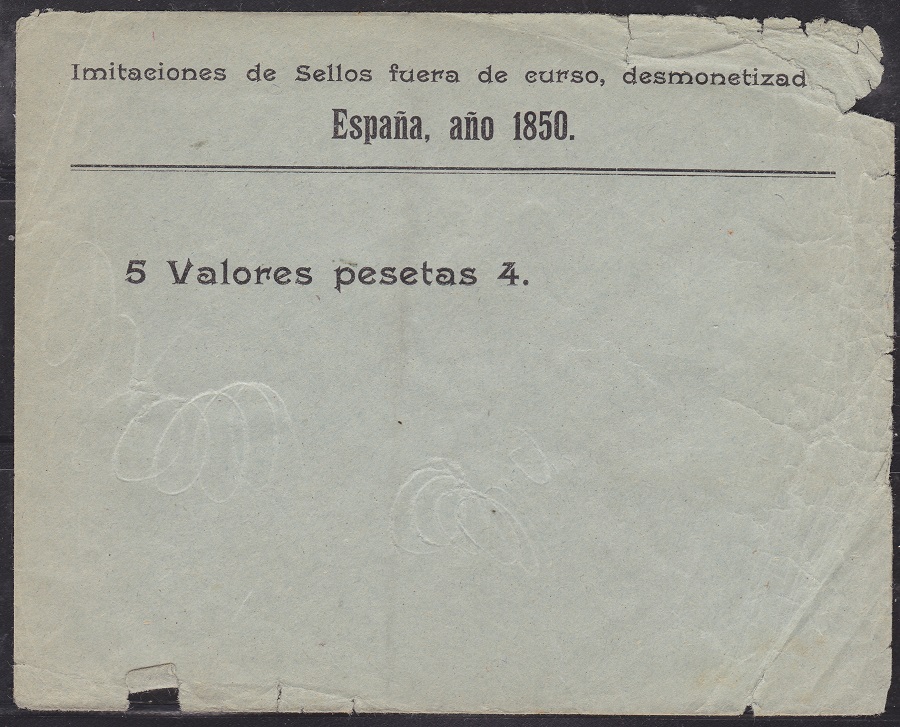 Imitaciones de Sellos fuera de curso, desmonetizad
España, año 1850.
5 Valores pesetas 4.